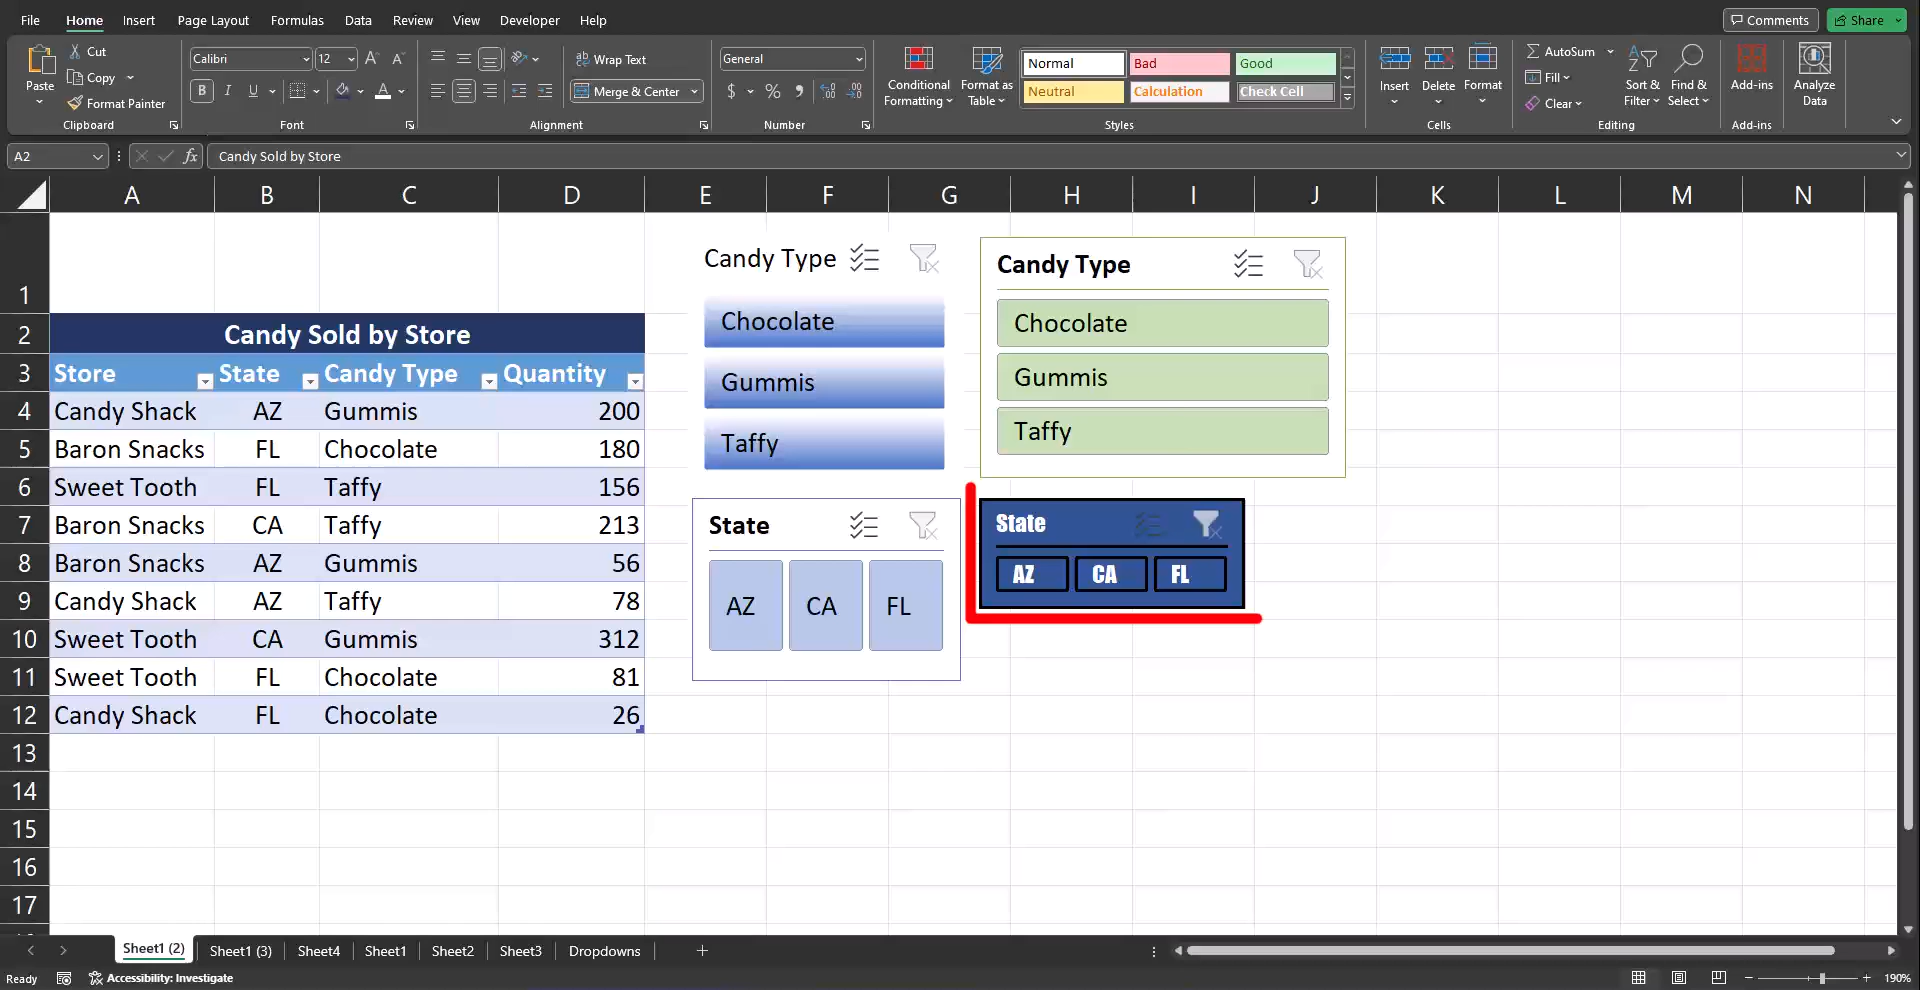 File Home Insert Page Layout Formulas Data Review View Developer Help Comments Share
Paste
Cut
Copy
Format Painter
Clipboard
Calibri 12
B I U
Font
Wrap Text
Merge & Center
Alignment
General
$ % 9
Number
Conditional
Formatting
Format as
Table
Normal Bad Good
Neutral Calculation Check Cell
Styles
Insert Delete Format
Cells
AutoSum
Fill
Clear
Sort &
Filter
Find &
Select
Editing
Add-ins
Add-ins
Analyze
Data
A2 fx Candy Sold by Store
A B C D E F G H I J K L M N
1
2 Candy Sold by Store
3 Store State Candy Type Quantity
4 Candy Shack AZ Gummis 200
5 Baron Snacks FL Chocolate 180
6 Sweet Tooth FL Taffy 156
7 Baron Snacks CA Taffy 213
8 Baron Snacks AZ Gummis 56
9 Candy Shack AZ Taffy 78
10 Sweet Tooth CA Gummis 312
11 Sweet Tooth FL Chocolate 81
12 Candy Shack FL Chocolate 26
13
14
15
16
17
Candy Type
Chocolate
Gummis
Taffy
Candy Type
Chocolate
Gummis
Taffy
State
AZ CA FL
State
AZ CA FL
Sheet1 (2) Sheet1 (3) Sheet4 Sheet1 Sheet2 Sheet3 Dropdowns
Ready Accessibility: Investigate 190%